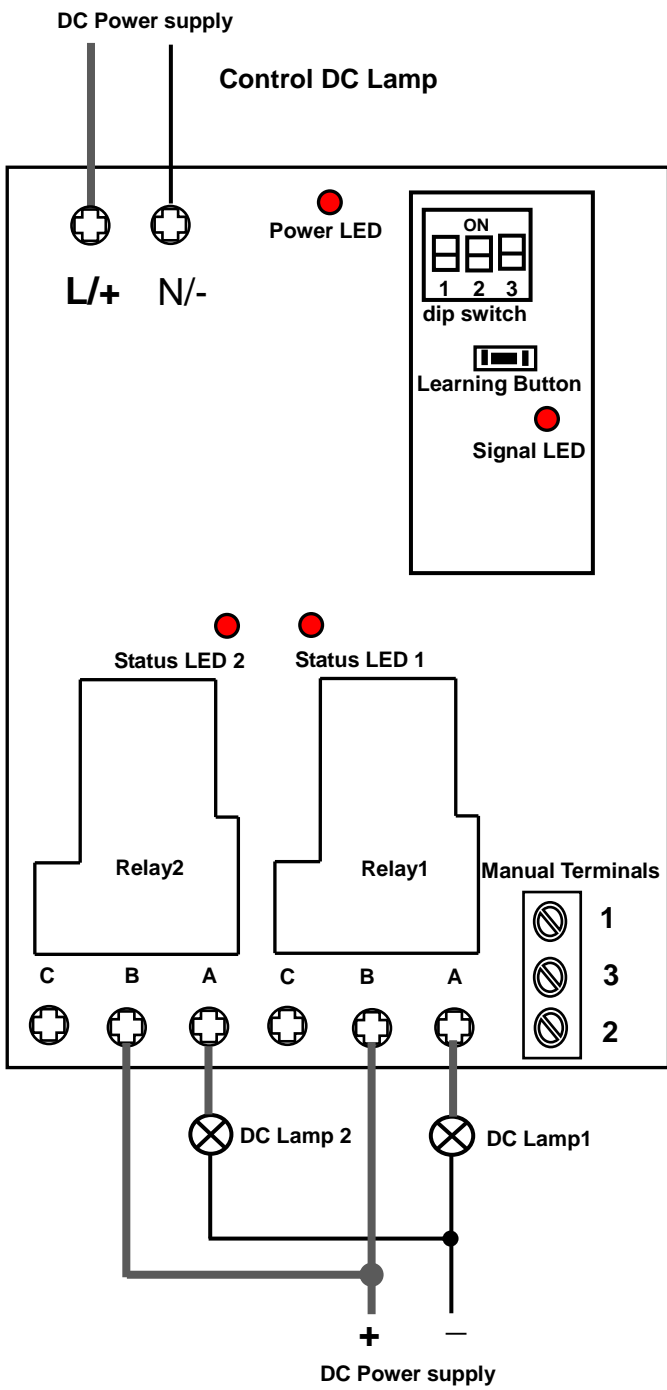 DC Power supply
Control DC Lamp
L/+ N/-
Power LED
ON
1 2 3
dip switch
Learning Button
Signal LED
Status LED 2
Status LED 1
Relay2
Relay1
Manual Terminals
1
3
2
C B A C B A
DC Lamp 2
DC Lamp1
+ −
DC Power supply